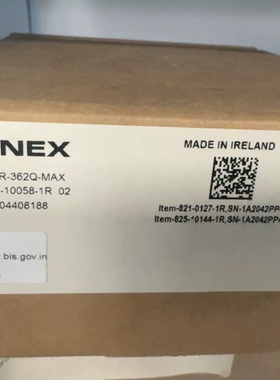 NEX
MADE IN IRELAND
R-362Q-MAX
-10058-1R 02
04408188
Item-821-0127-1R,SN-1A2042PP
Item-825-10144-1R,SN-1A2042PP
.bis.gov.in